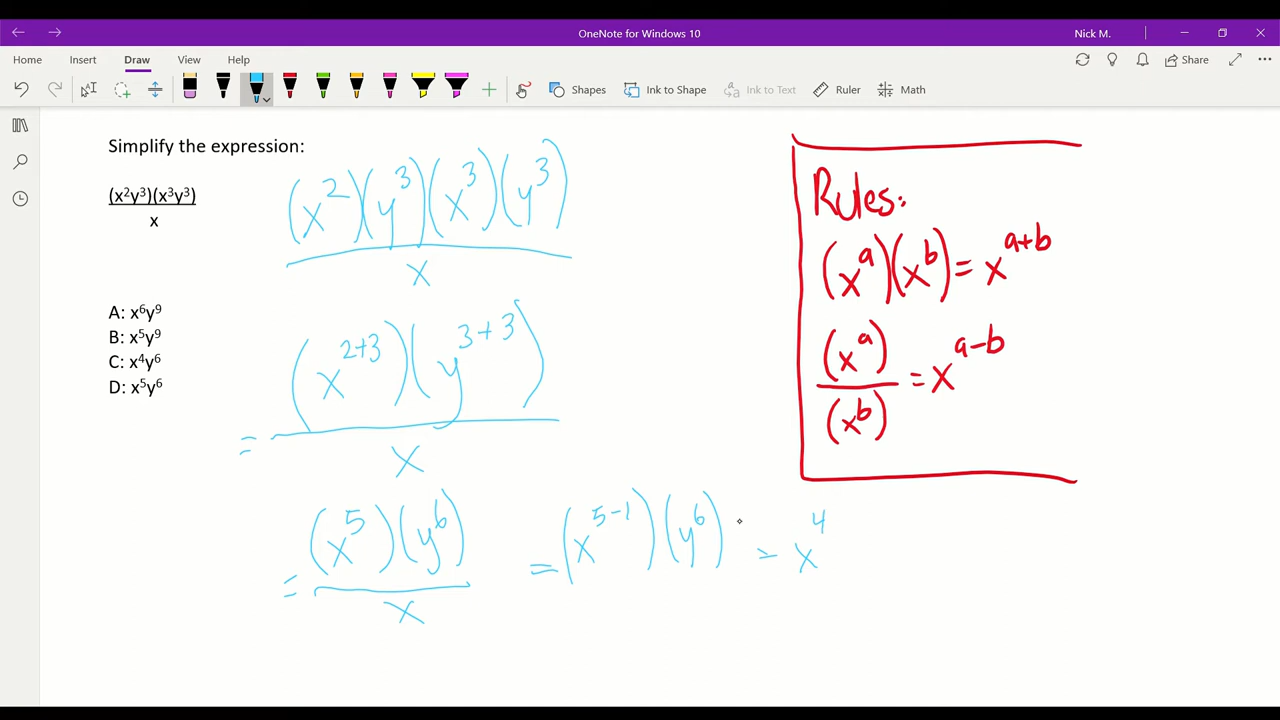 OneNote for Windows 10
Nick M.
Home Insert Draw View Help
Share
Shapes Ink to Shape Ink to Text Ruler Math
Simplify the expression:
(x²y³)(x³y³)
x
A: x⁶y⁹
B: x⁵y⁹
C: x⁴y⁶
D: x⁵y⁶
(x²)(y³)(x³)(y³)
x
= (x²⁺³)(y³⁺³)
x
= (x⁵)(y⁶)
x
= (x⁵⁻¹)(y⁶) = x⁴
Rules:
(xᵃ)(xᵇ) = xᵃ⁺ᵇ
(xᵃ)
(xᵇ)
= xᵃ⁻ᵇ